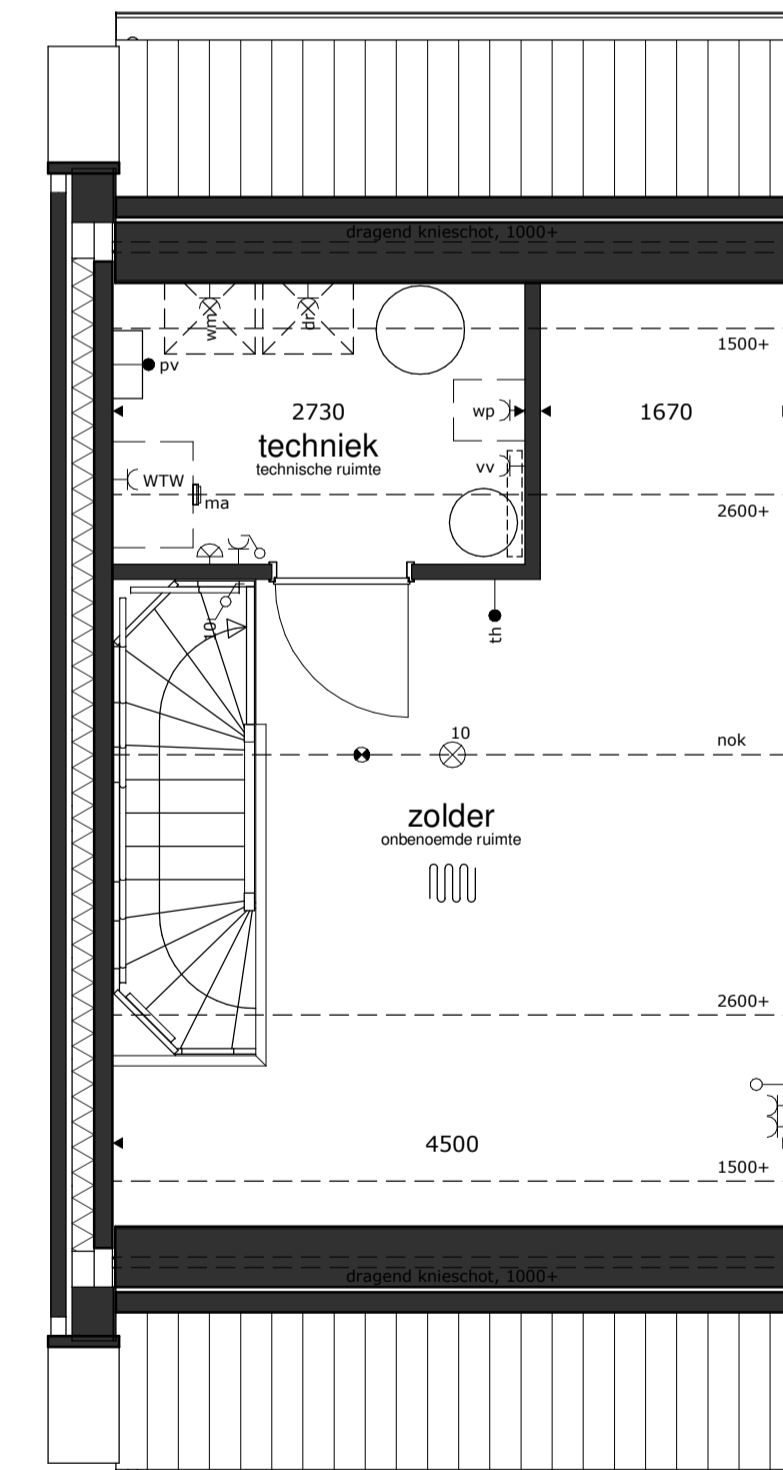 dragend knieschot, 1000+
wm
dr
1500+
pv
2730
wp
1670
techniek
technische ruimte
vv
WTW
ma
2600+
10
th
10
nok
zolder
onbenoemde ruimte
2600+
4500
1500+
dragend knieschot, 1000+